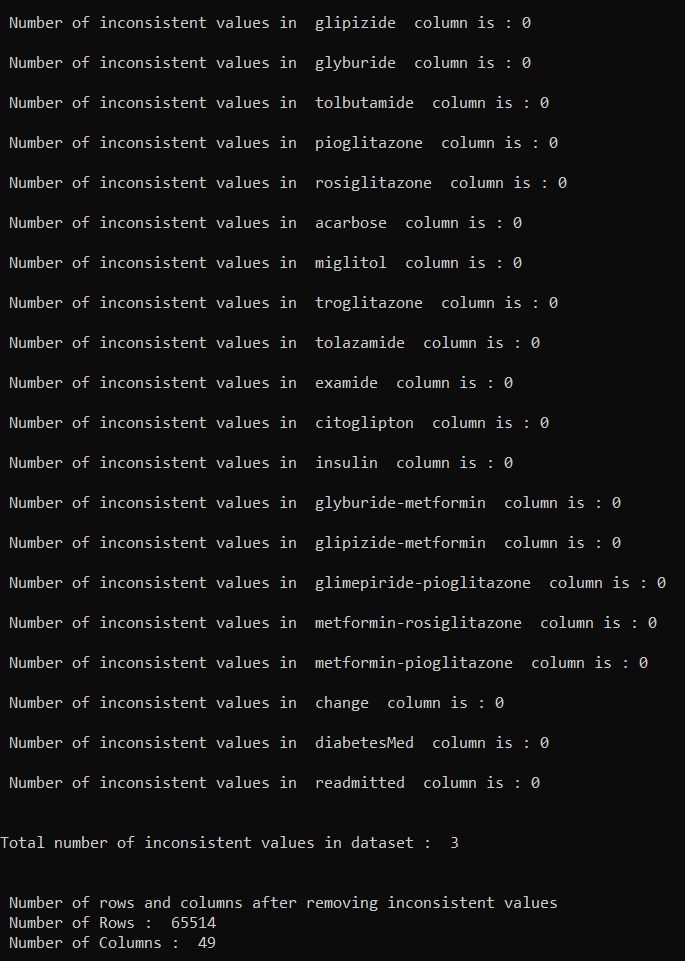 Number of inconsistent values in  glipizide  column is : 0
Number of inconsistent values in  glyburide  column is : 0
Number of inconsistent values in  tolbutamide  column is : 0
Number of inconsistent values in  pioglitazone  column is : 0
Number of inconsistent values in  rosiglitazone  column is : 0
Number of inconsistent values in  acarbose  column is : 0
Number of inconsistent values in  miglitol  column is : 0
Number of inconsistent values in  troglitazone  column is : 0
Number of inconsistent values in  tolazamide  column is : 0
Number of inconsistent values in  examide  column is : 0
Number of inconsistent values in  citoglipton  column is : 0
Number of inconsistent values in  insulin  column is : 0
Number of inconsistent values in  glyburide-metformin  column is : 0
Number of inconsistent values in  glipizide-metformin  column is : 0
Number of inconsistent values in  glimepiride-pioglitazone  column is : 0
Number of inconsistent values in  metformin-rosiglitazone  column is : 0
Number of inconsistent values in  metformin-pioglitazone  column is : 0
Number of inconsistent values in  change  column is : 0
Number of inconsistent values in  diabetesMed  column is : 0
Number of inconsistent values in  readmitted  column is : 0
Total number of inconsistent values in dataset :  3
Number of rows and columns after removing inconsistent values
Number of Rows :  65514
Number of Columns :  49